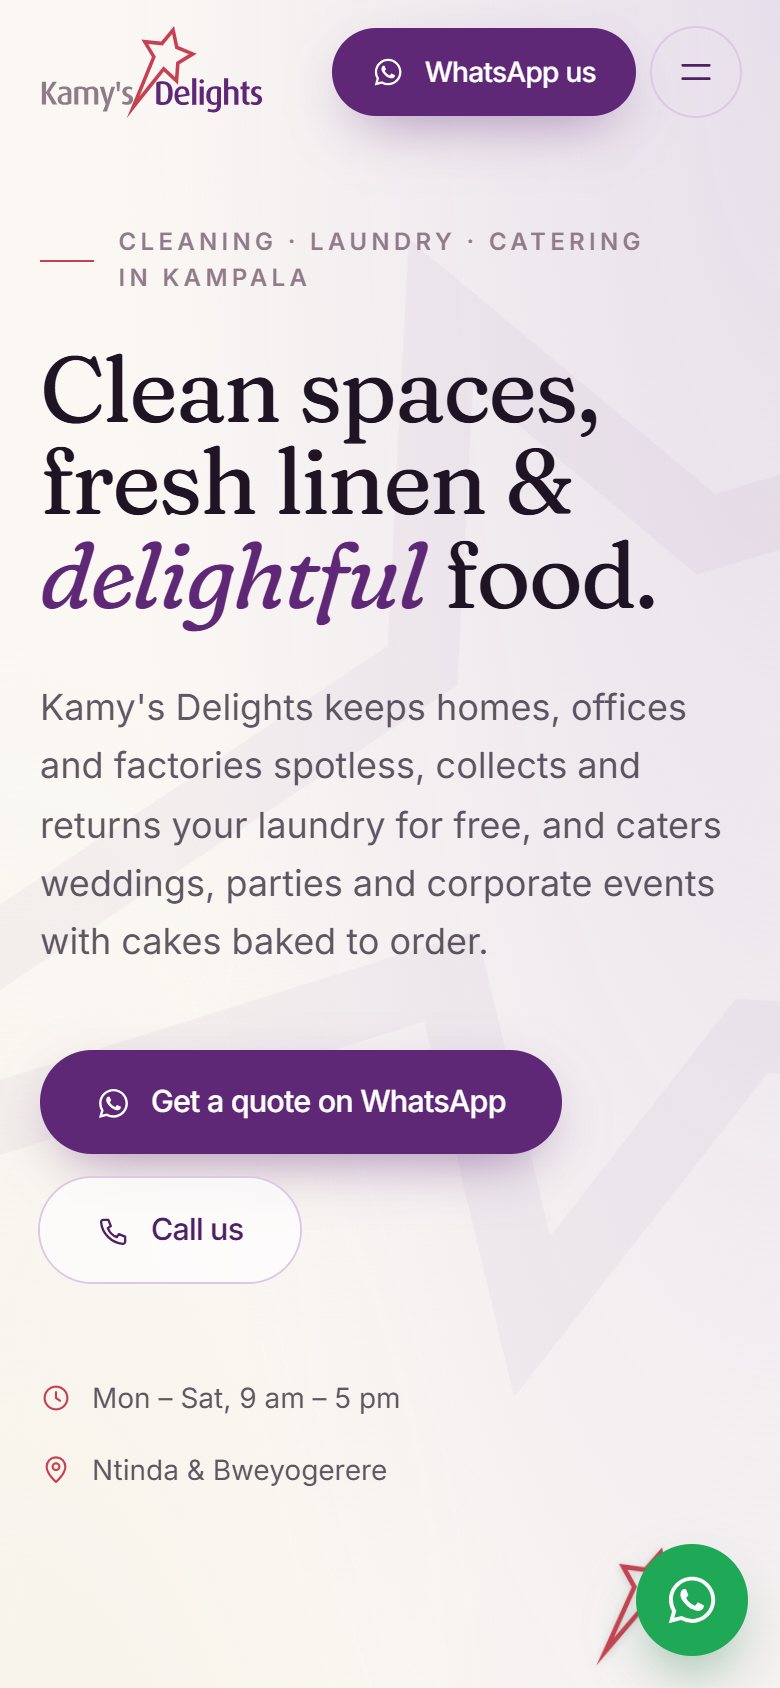 Kamy's Delights
WhatsApp us
CLEANING · LAUNDRY · CATERING
IN KAMPALA
Clean spaces,
fresh linen &
delightful food.
Kamy's Delights keeps homes, offices
and factories spotless, collects and
returns your laundry for free, and caters
weddings, parties and corporate events
with cakes baked to order.
Get a quote on WhatsApp
Call us
Mon – Sat, 9 am – 5 pm
Ntinda & Bweyogerere